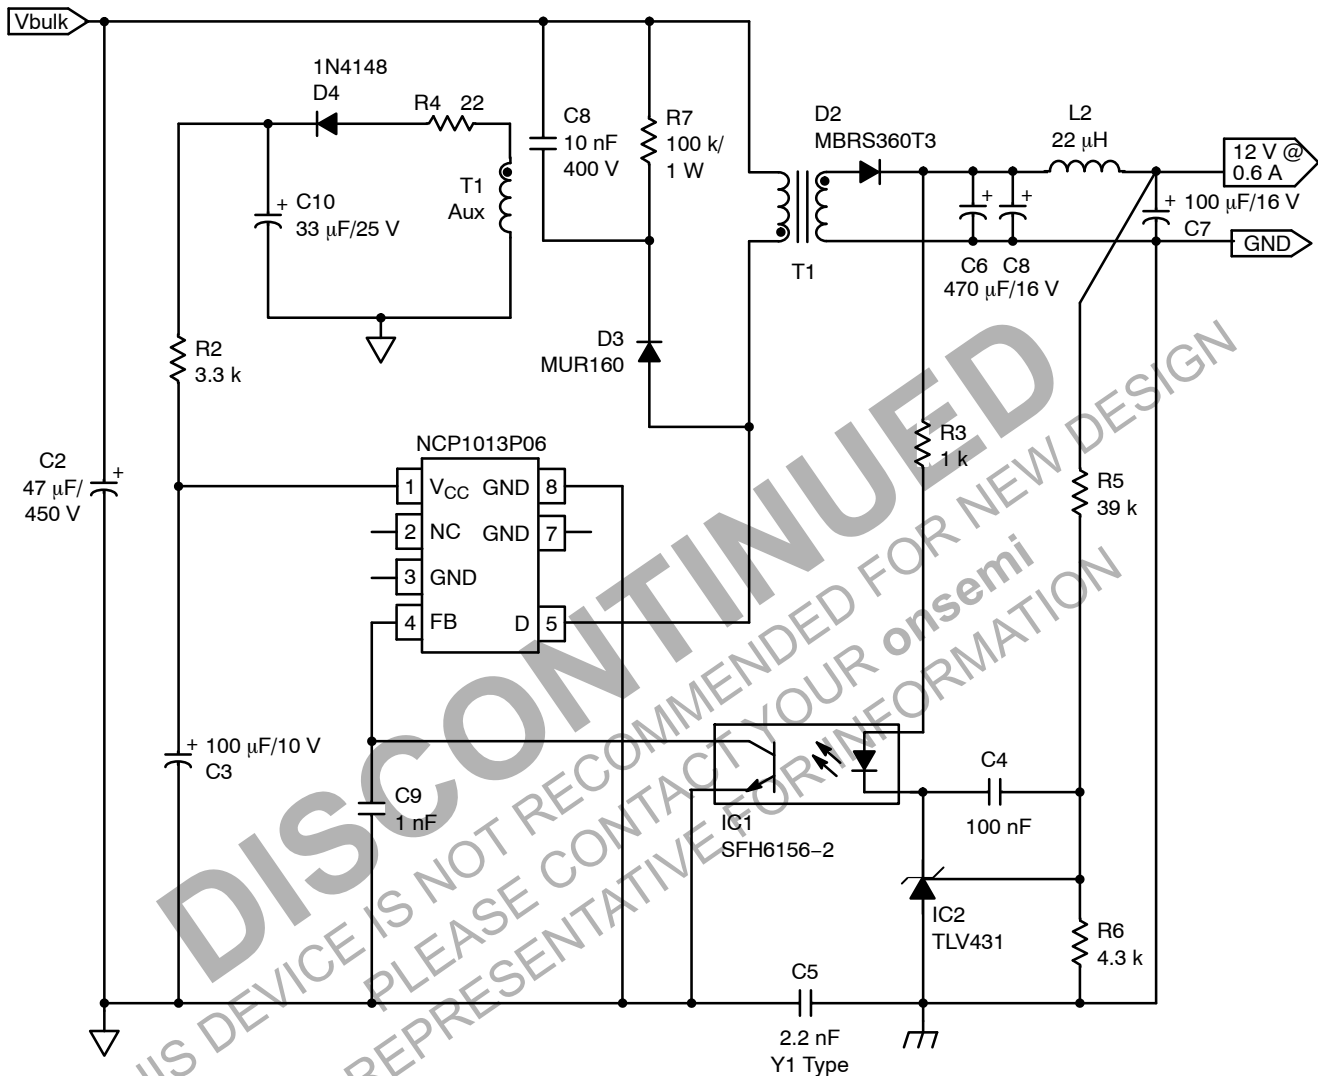 Vbulk
1N4148
D4
R4 22
C8
10 nF
400 V
R7
100 k/
1 W
D2
MBRS360T3
L2
22 μH
12 V @
0.6 A
T1
Aux
+ C10
33 μF/25 V
+
+
+ 100 μF/16 V
C7
GND
T1
C6 C8
470 μF/16 V
R2
3.3 k
D3
MUR160
R3
1 k
C2
47 μF/
450 V
+
NCP1013P06
1 VCC GND 8
2 NC GND 7
3 GND
4 FB D 5
R5
39 k
+ 100 μF/10 V
C3
C9
1 nF
IC1
SFH6156−2
C4
100 nF
IC2
TLV431
R6
4.3 k
C5
2.2 nF
Y1 Type
DISCONTINUED
HIS DEVICE IS NOT RECOMMENDED FOR NEW DESIGN
PLEASE CONTACT YOUR onsemi
REPRESENTATIVE FOR INFORMATION